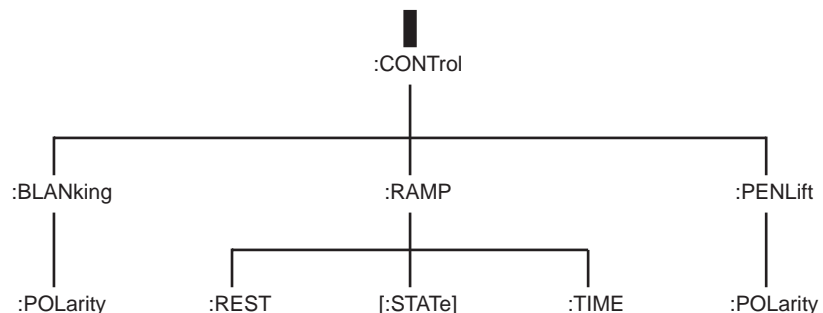 :CONTrol
:BLANking :RAMP :PENLift
:POLarity :REST [:STATe] :TIME :POLarity